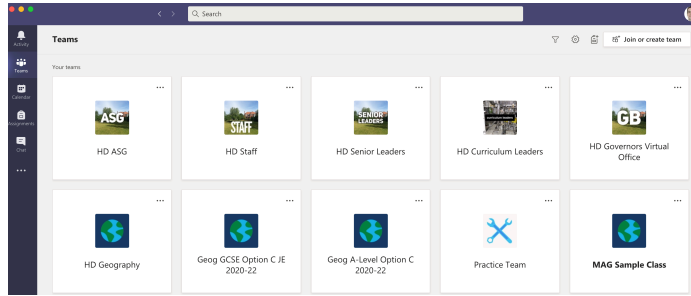 Search
Activity
Teams
Join or create team
Teams
Your teams
Calendar
Assignments
Chat
ASG
STAFF
SENIOR
LEADERS
GB
HD ASG
HD Staff
HD Senior Leaders
HD Curriculum Leaders
HD Governors Virtual
Office
HD Geography
Geog GCSE Option C JE
2020-22
Geog A-Level Option C
2020-22
Practice Team
MAG Sample Class